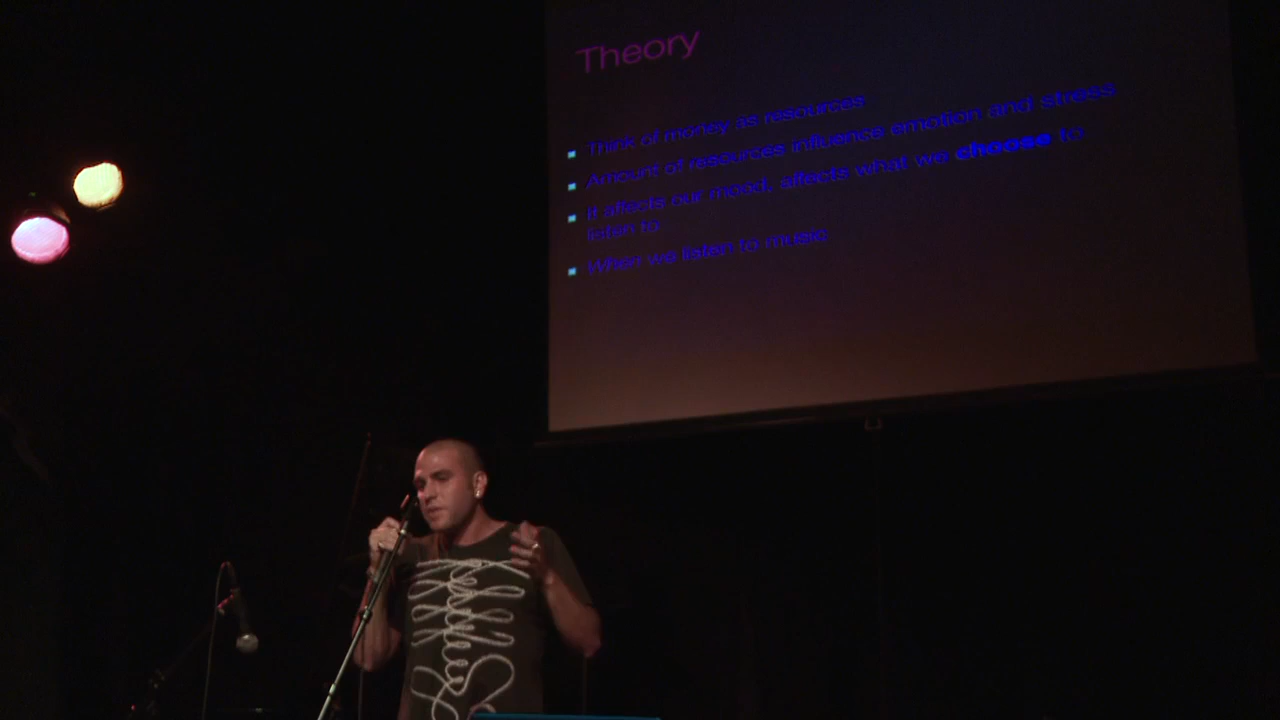 Theory
Think of money as resources
Amount of resources influence emotion and stress
It affects our mood, affects what we choose to
listen to
When we listen to music